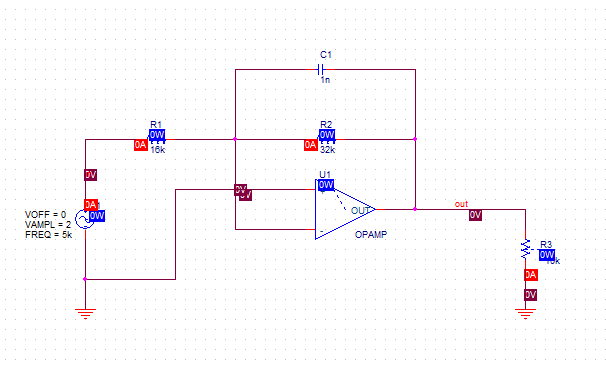 C1
1n
R1
0W
0A
16k
R2
0W
0A
32k
0V
U1
0W
0V
0V
OUT
OPAMP
-
0A
0W
VOFF = 0
VAMPL = 2
FREQ = 5k
out
0V
R3
0W
0A
0V